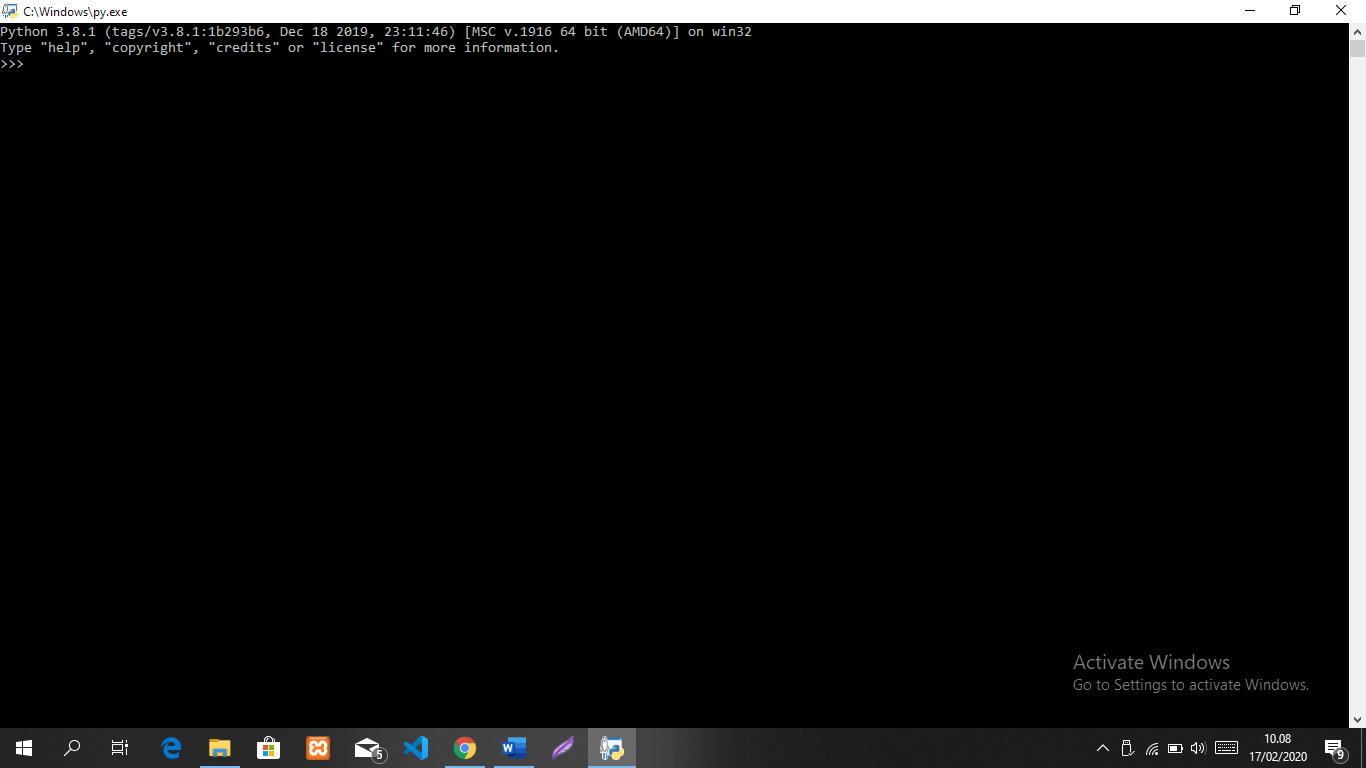 C:\Windows\py.exe
Python 3.8.1 (tags/v3.8.1:1b293b6, Dec 18 2019, 23:11:46) [MSC v.1916 64 bit (AMD64)] on win32
Type "help", "copyright", "credits" or "license" for more information.
>>>
Activate Windows
Go to Settings to activate Windows.
5
W
10.08
17/02/2020
9